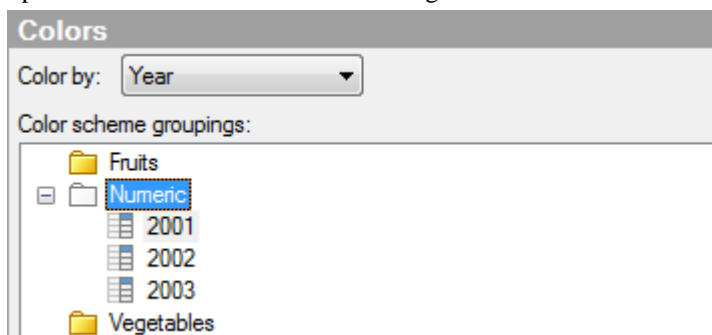 Colors
Color by: Year
Color scheme groupings:
Fruits
Numeric
2001
2002
2003
Vegetables